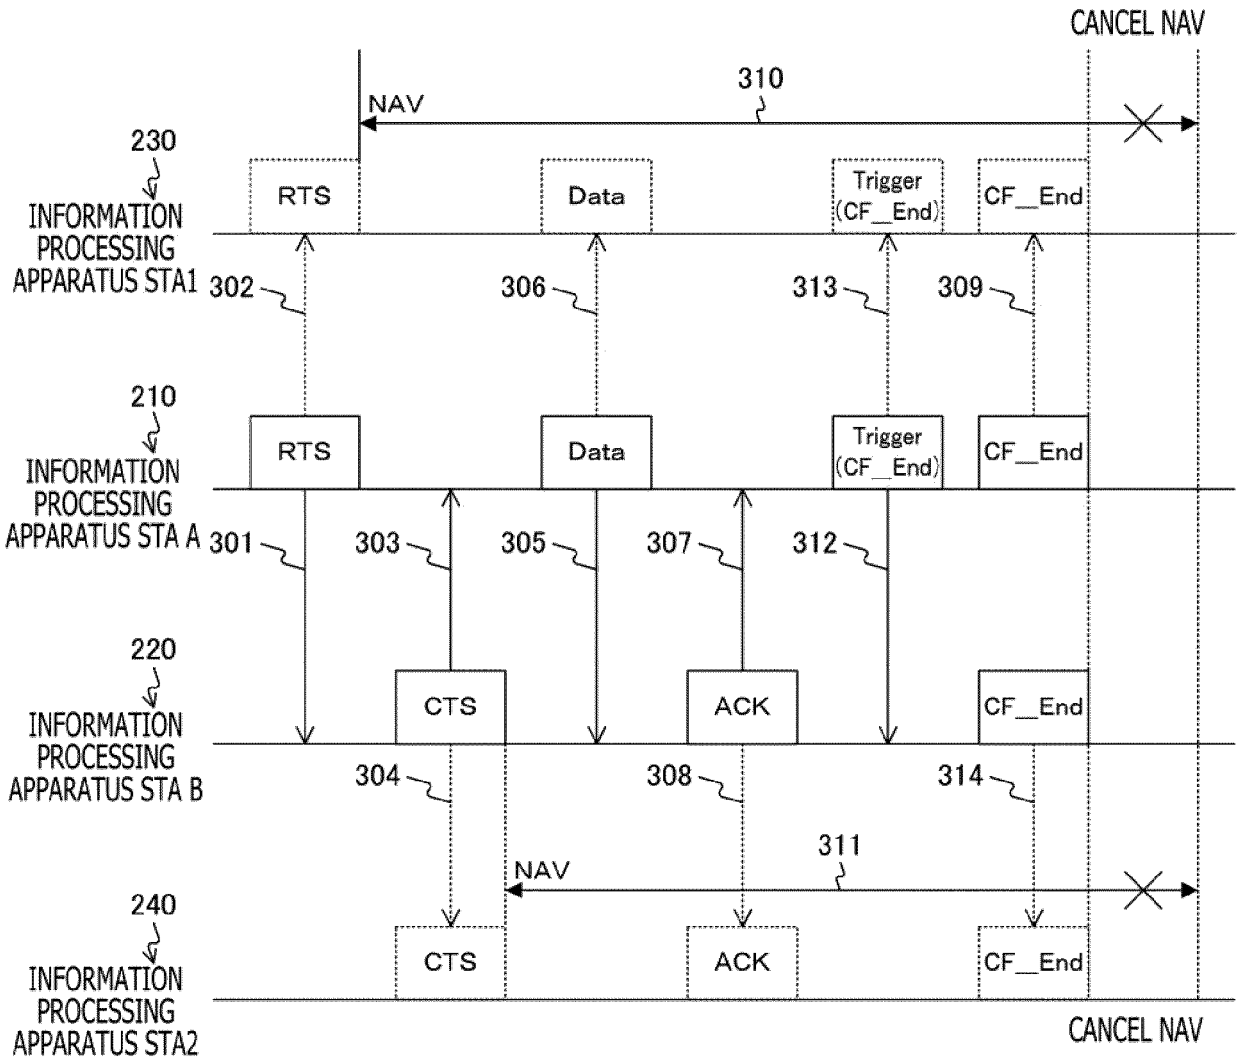 CANCEL NAV
310
NAV
230
RTS
Data
Trigger
(CF_End)
CF_End
INFORMATION
PROCESSING
APPARATUS STA1
302
306
313
309
210
RTS
Data
Trigger
(CF_End)
CF_End
INFORMATION
PROCESSING
APPARATUS STA A
301
303
305
307
312
220
CTS
ACK
CF_End
INFORMATION
PROCESSING
APPARATUS STA B
304
308
314
311
NAV
240
CTS
ACK
CF_End
INFORMATION
PROCESSING
APPARATUS STA2
CANCEL NAV